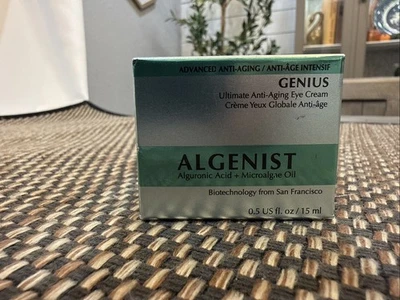 ADVANCED ANTI-AGING / ANTI-ÂGE INTENSIF
GENIUS
Ultimate Anti-Aging Eye Cream
Crème Yeux Globale Anti-âge
ALGENIST
Alguronic Acid + Microalgae Oil
Biotechnology from San Francisco
0.5 US fl. oz / 15 ml